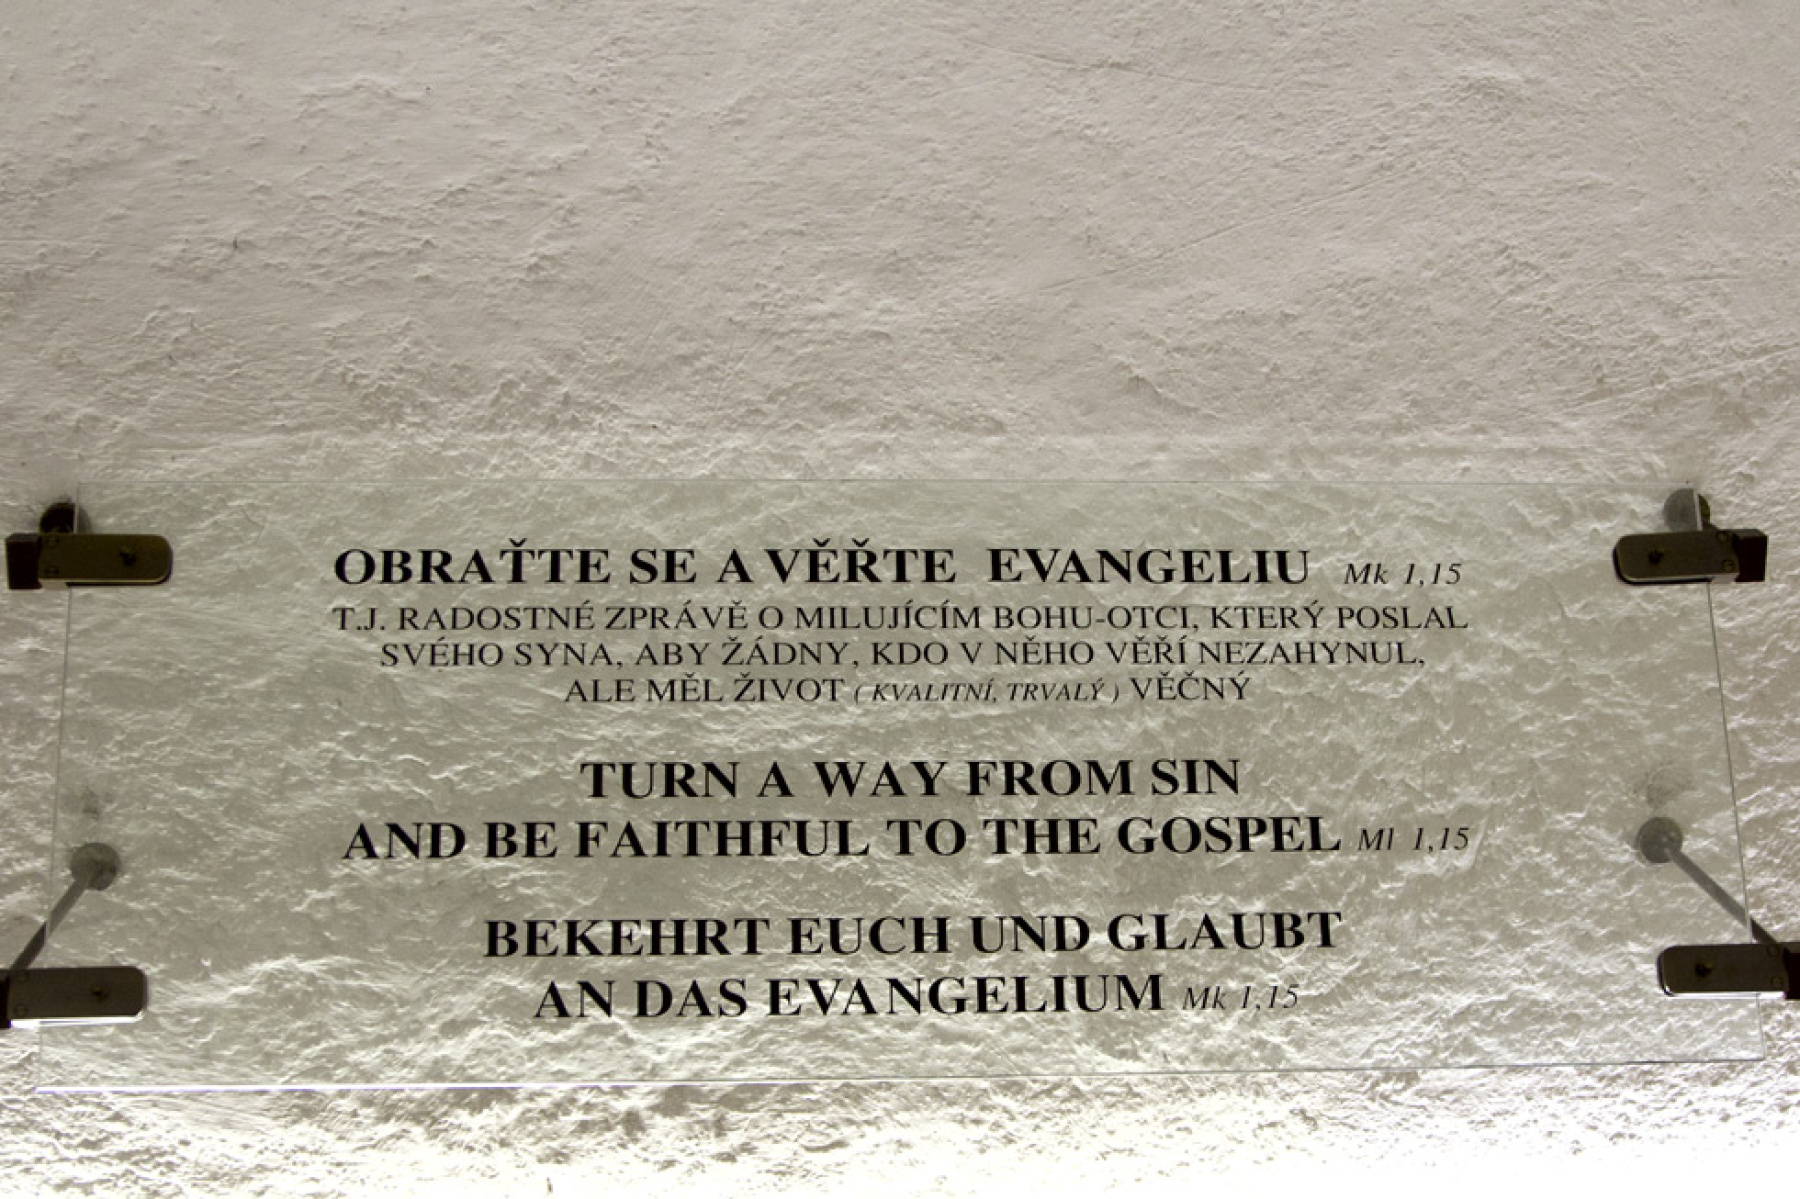 OBRAŤTE SE A VĚŘTE EVANGELIU Mk 1,15
T.J. RADOSTNÉ ZPRÁVĚ O MILUJÍCÍM BOHU-OTCI, KTERÝ POSLAL
SVÉHO SYNA, ABY ŽÁDNY, KDO V NĚHO VĚŘÍ NEZAHYNUL,
ALE MĚL ŽIVOT ( KVALITNÍ, TRVALÝ ) VĚČNÝ
TURN A WAY FROM SIN
AND BE FAITHFUL TO THE GOSPEL Ml 1,15
BEKEHRT EUCH UND GLAUBT
AN DAS EVANGELIUM Mk 1,15